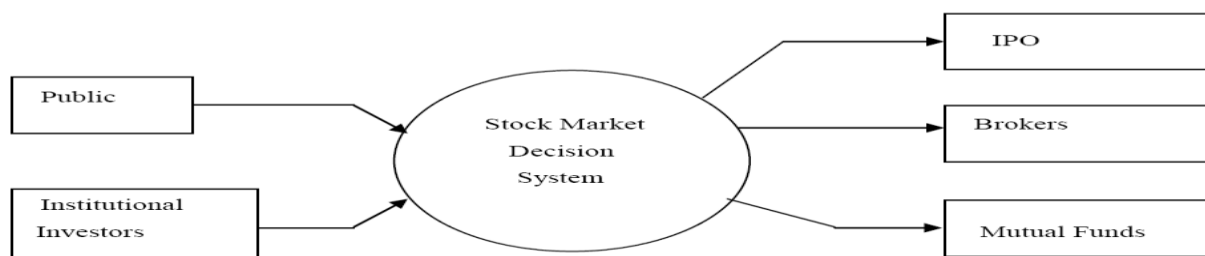 Public
Institutional
Investors
Stock Market
Decision
System
IPO
Brokers
Mutual Funds